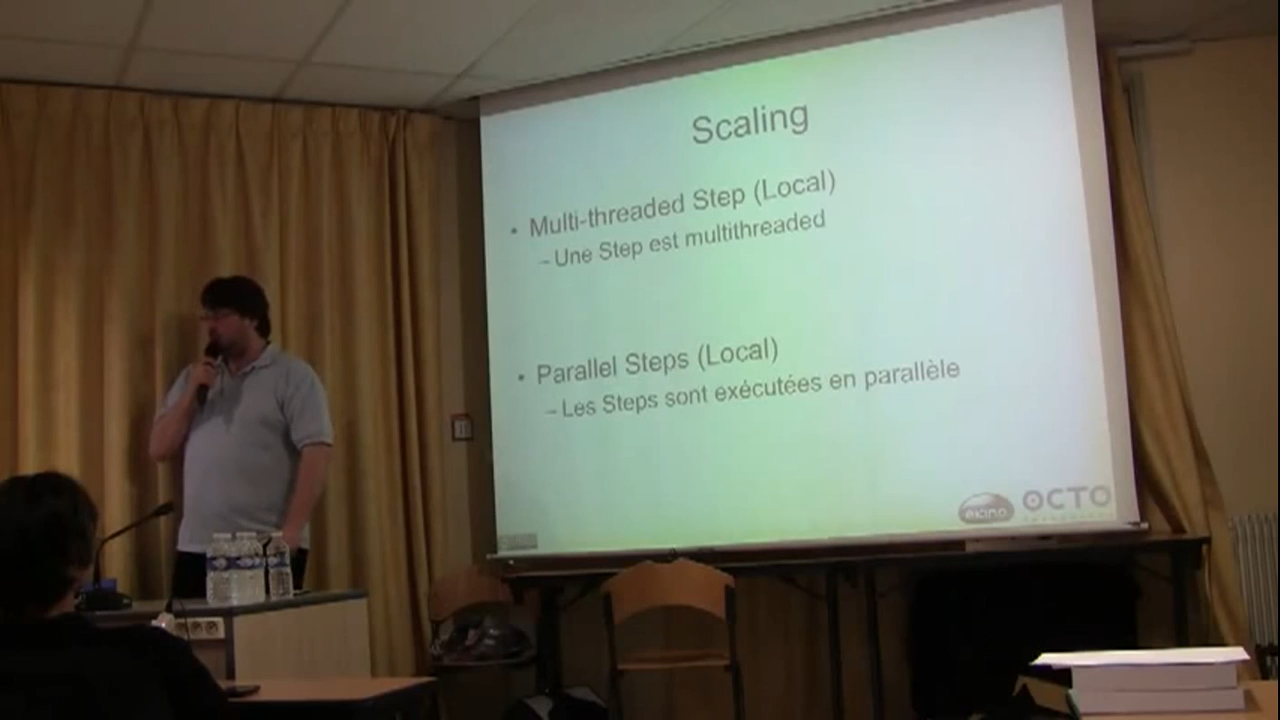 Scaling
• Multi-threaded Step (Local)
– Une Step est multithreaded
• Parallel Steps (Local)
– Les Steps sont exécutées en parallèle
ekino OCTO